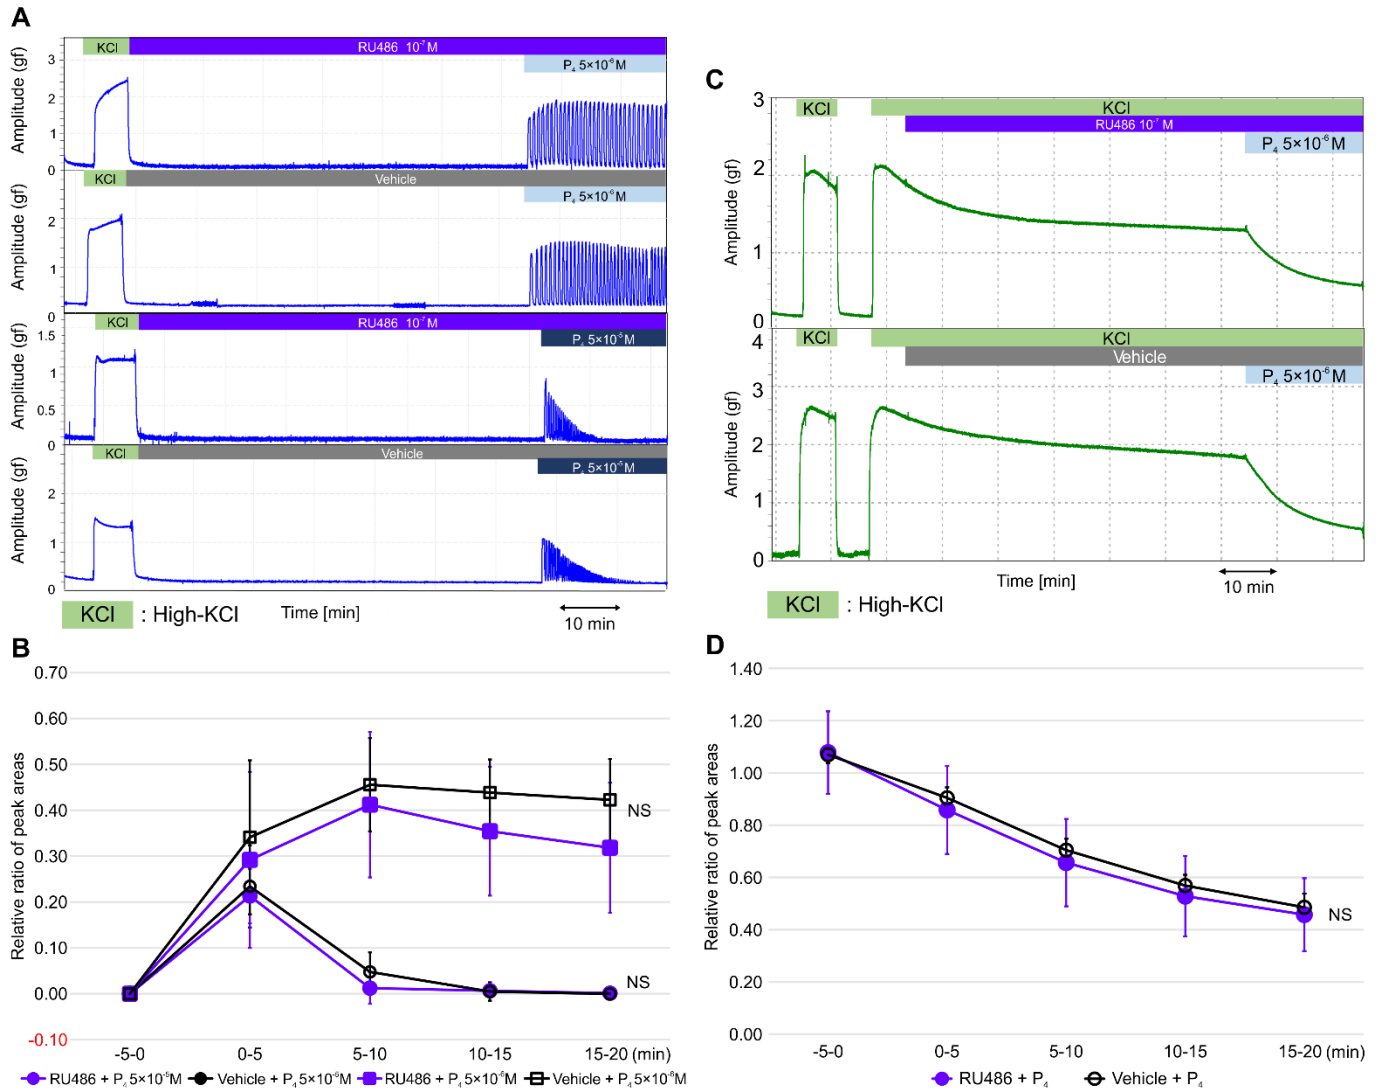 A
KCl
RU486 10⁻⁷ M
P₄ 5×10⁻⁶ M
Amplitude (gf)
3
2
1
0
KCl
Vehicle
P₄ 5×10⁻⁶ M
Amplitude (gf)
2
1
0
KCl
RU486 10⁻⁷ M
P₄ 5×10⁻⁵ M
Amplitude (gf)
1.5
1
0.5
0
KCl
Vehicle
P₄ 5×10⁻⁵ M
Amplitude (gf)
2
1
0
KCl : High-KCl
Time [min]
10 min
C
KCl
KCl
RU486 10⁻⁷ M
P₄ 5×10⁻⁶ M
Amplitude (gf)
3
2
1
0
KCl
KCl
Vehicle
P₄ 5×10⁻⁶ M
Amplitude (gf)
4
3
2
1
0
Time [min]
10 min
KCl : High-KCl
B
Relative ratio of peak areas
0.70
0.60
0.50
0.40
0.30
0.20
0.10
0.00
-0.10
NS
NS
-5-0 0-5 5-10 10-15 15-20 (min)
RU486 + P₄ 5×10⁻⁵M Vehicle + P₄ 5×10⁻⁵M RU486 + P₄ 5×10⁻⁶M Vehicle + P₄ 5×10⁻⁶M
D
Relative ratio of peak areas
1.40
1.20
1.00
0.80
0.60
0.40
0.20
0.00
NS
-5-0 0-5 5-10 10-15 15-20 (min)
RU486 + P₄ Vehicle + P₄